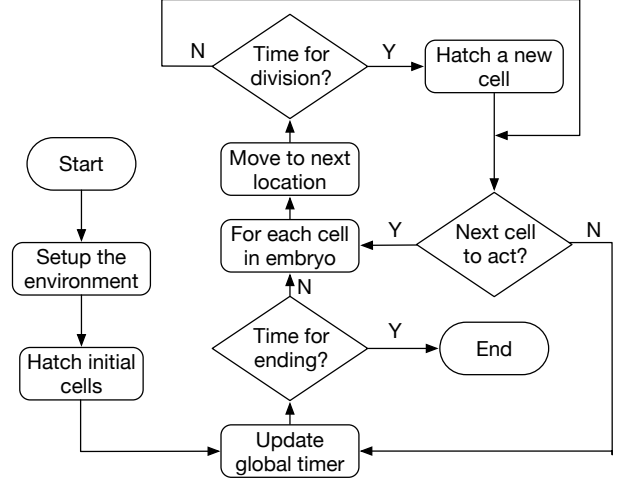 N
Time for
division?
Y
Hatch a new
cell
Start
Move to next
location
Setup the
environment
For each cell
in embryo
Y
Next cell
to act?
N
N
Time for
ending?
Y
End
Hatch initial
cells
Update
global timer